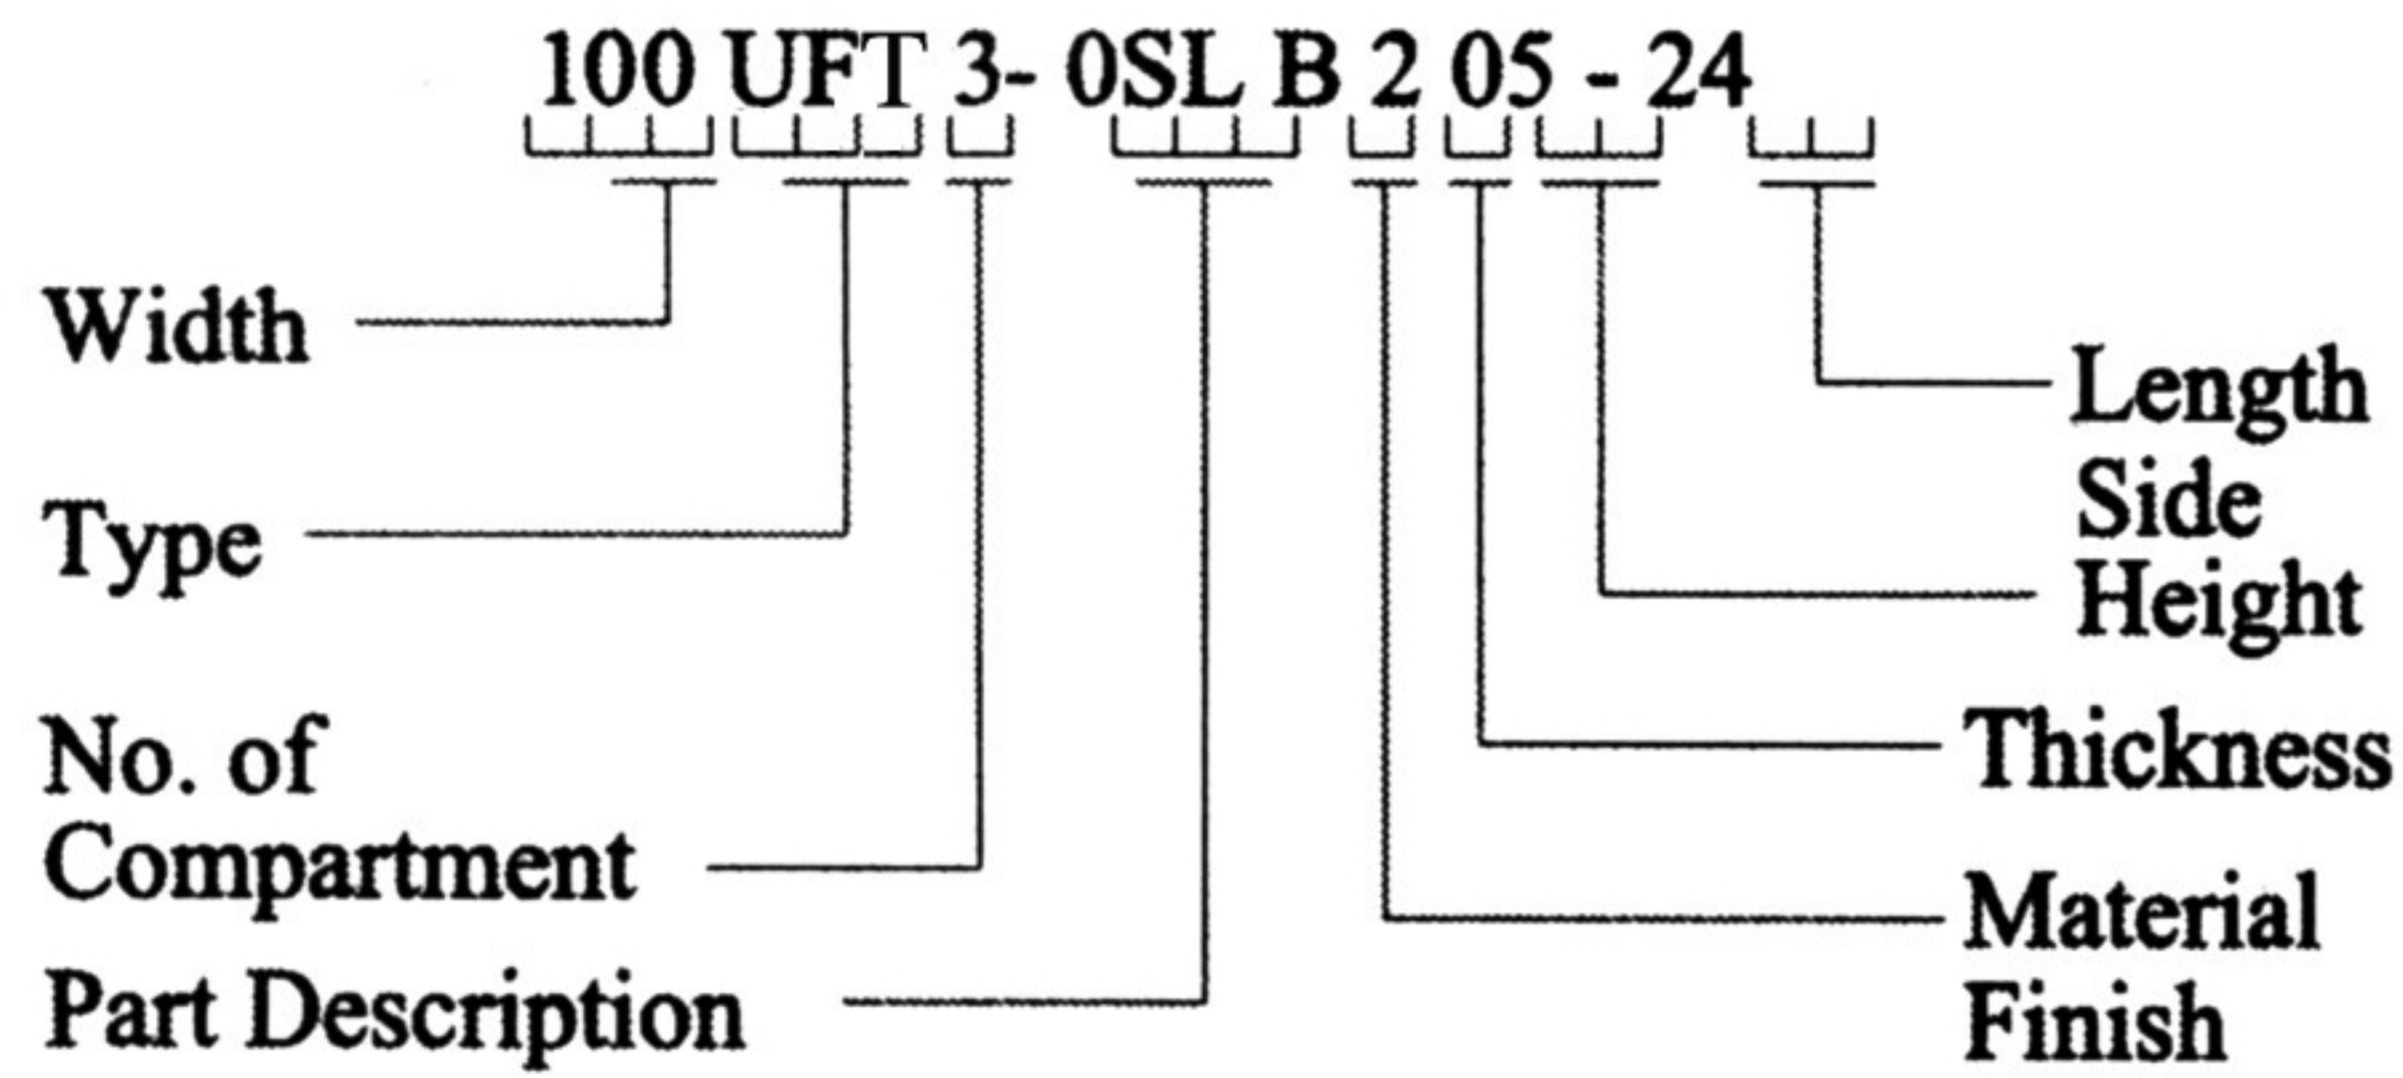 100 UFT 3- 0SL B 2 05 - 24
Width
Length
Side
Height
Type
No. of
Compartment
Thickness
Material
Finish
Part Description